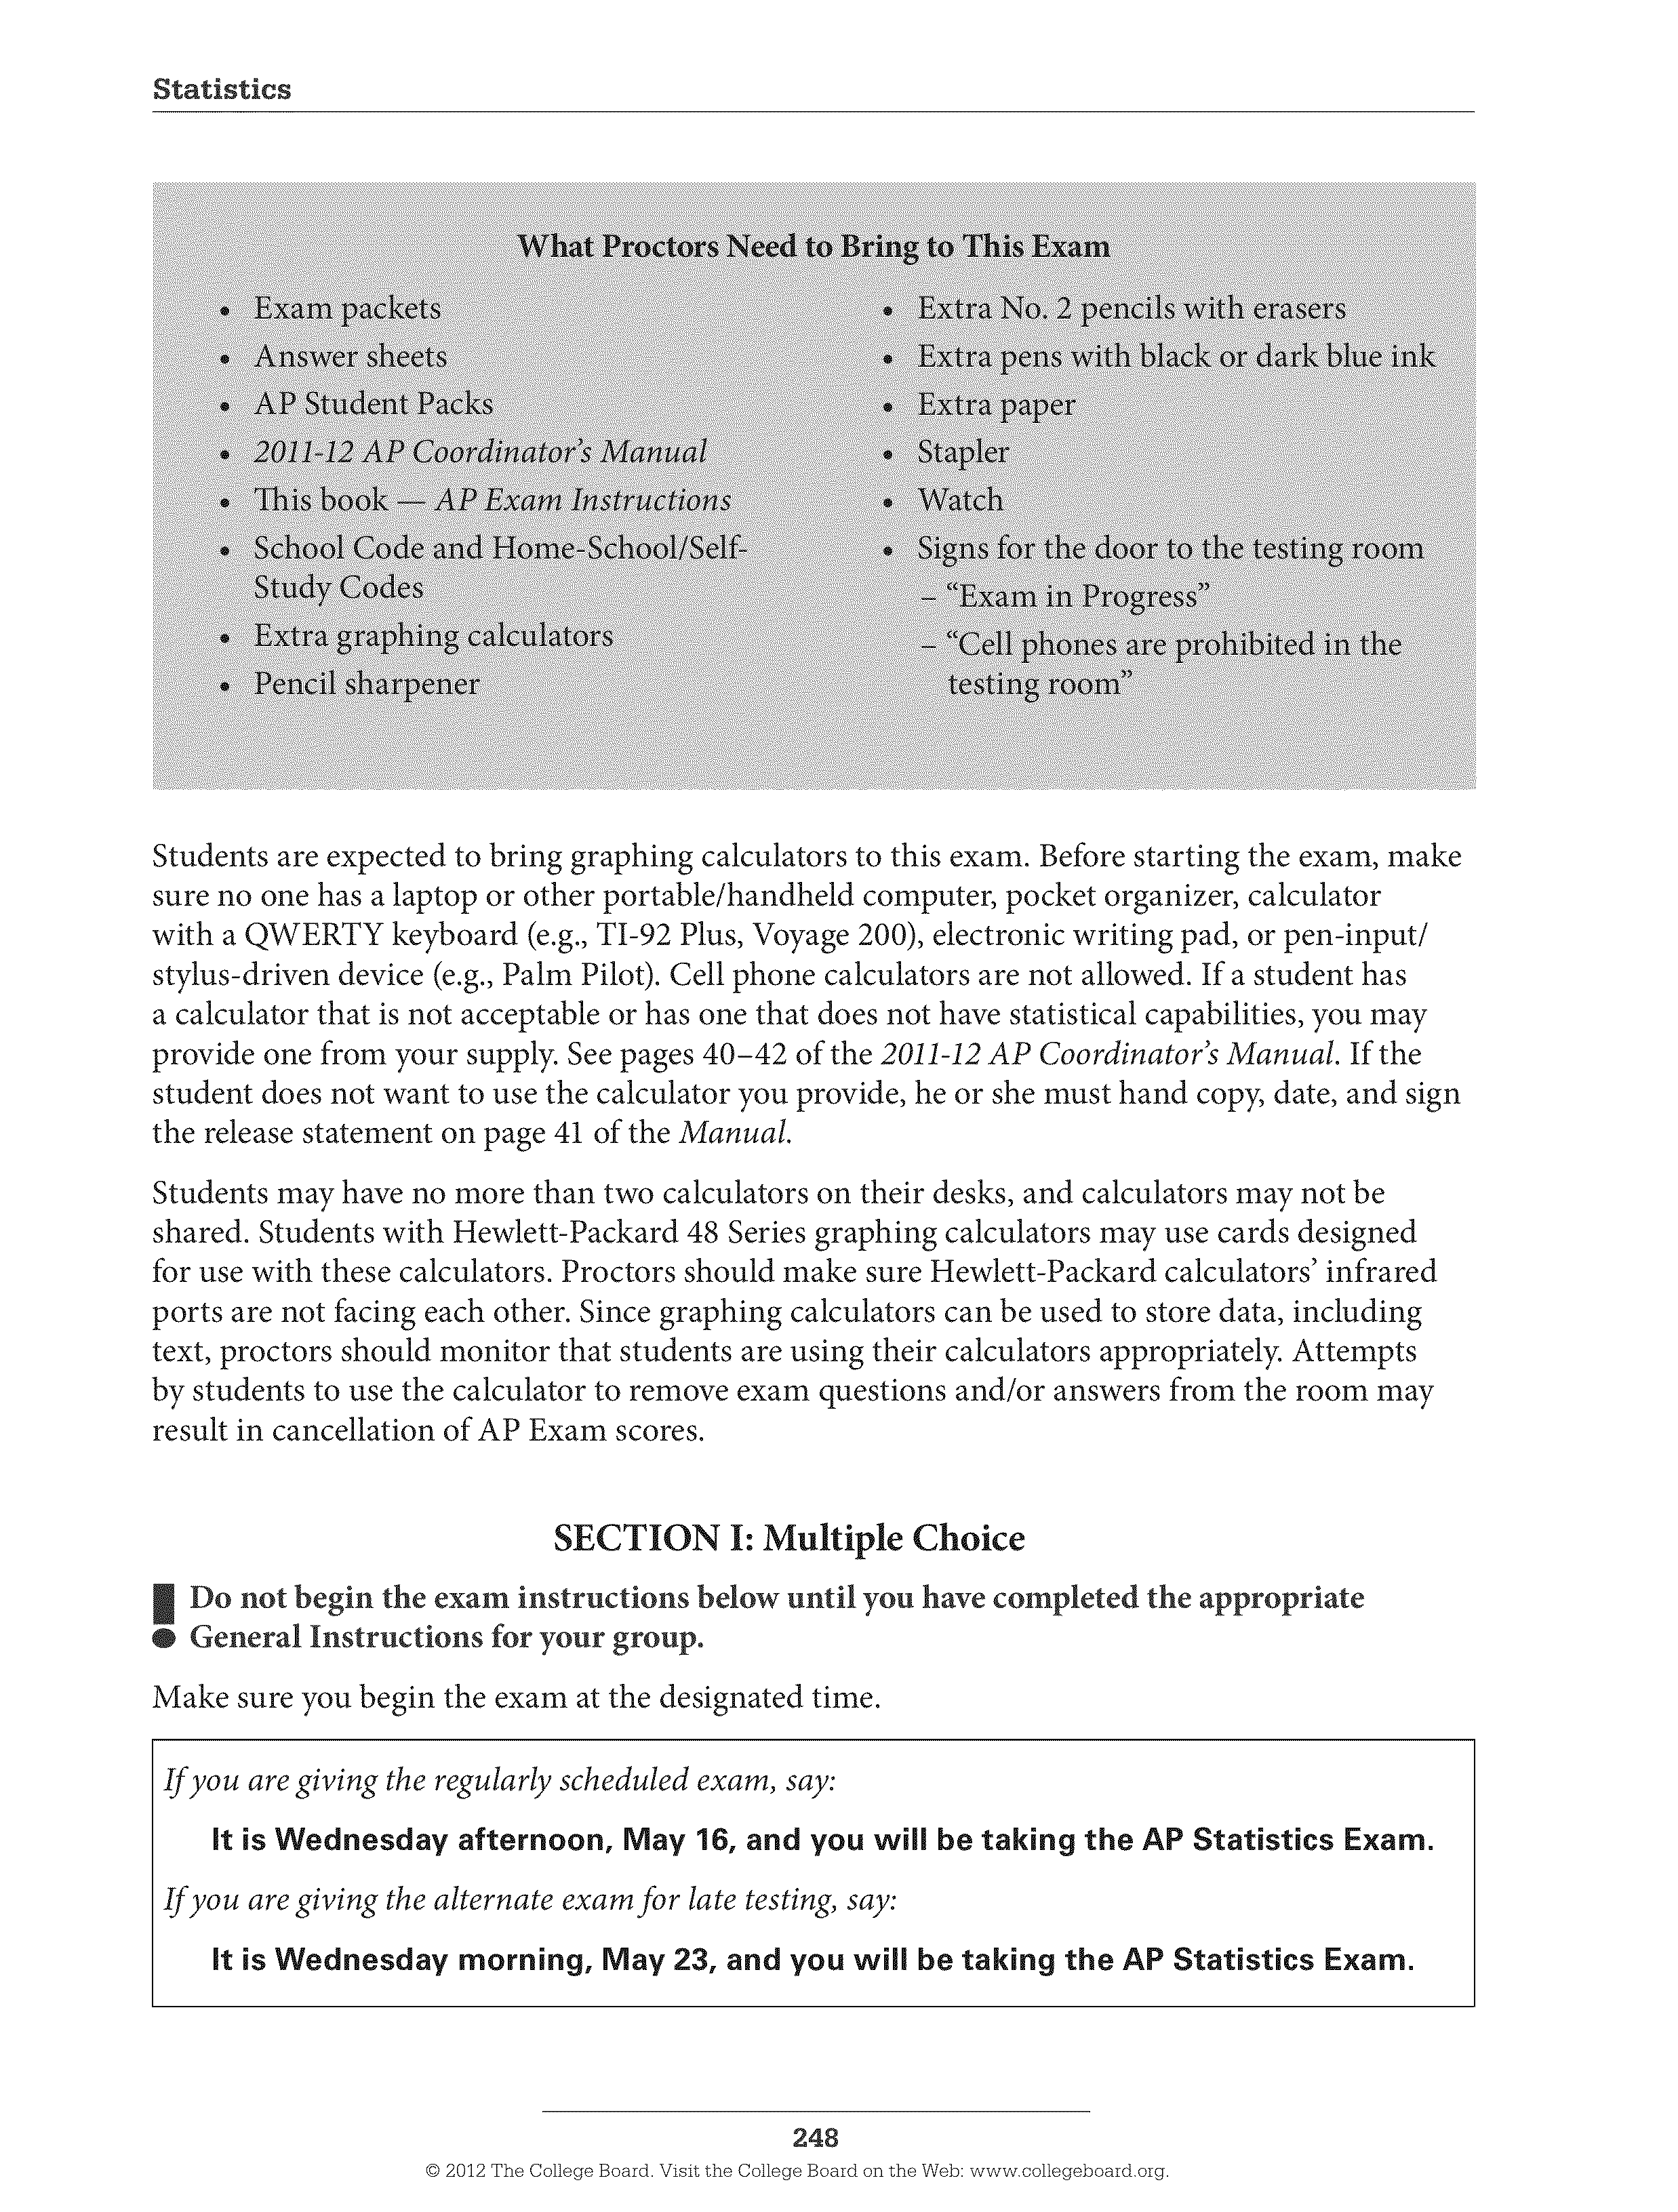 Statistics
What Proctors Need to Bring to This Exam
• Exam packets
• Answer sheets
• AP Student Packs
• 2011-12 AP Coordinator's Manual
• This book — AP Exam Instructions
• School Code and Home-School/Self-
Study Codes
• Extra graphing calculators
• Pencil sharpener
• Extra No. 2 pencils with erasers
• Extra pens with black or dark blue ink
• Extra paper
• Stapler
• Watch
• Signs for the door to the testing room
– “Exam in Progress”
– “Cell phones are prohibited in the
testing room”
Students are expected to bring graphing calculators to this exam. Before starting the exam, make
sure no one has a laptop or other portable/handheld computer, pocket organizer, calculator
with a QWERTY keyboard (e.g., TI-92 Plus, Voyage 200), electronic writing pad, or pen-input/
stylus-driven device (e.g., Palm Pilot). Cell phone calculators are not allowed. If a student has
a calculator that is not acceptable or has one that does not have statistical capabilities, you may
provide one from your supply. See pages 40–42 of the 2011-12 AP Coordinator's Manual. If the
student does not want to use the calculator you provide, he or she must hand copy, date, and sign
the release statement on page 41 of the Manual.
Students may have no more than two calculators on their desks, and calculators may not be
shared. Students with Hewlett-Packard 48 Series graphing calculators may use cards designed
for use with these calculators. Proctors should make sure Hewlett-Packard calculators’ infrared
ports are not facing each other. Since graphing calculators can be used to store data, including
text, proctors should monitor that students are using their calculators appropriately. Attempts
by students to use the calculator to remove exam questions and/or answers from the room may
result in cancellation of AP Exam scores.
SECTION I: Multiple Choice
Do not begin the exam instructions below until you have completed the appropriate
General Instructions for your group.
Make sure you begin the exam at the designated time.
If you are giving the regularly scheduled exam, say:
It is Wednesday afternoon, May 16, and you will be taking the AP Statistics Exam.
If you are giving the alternate exam for late testing, say:
It is Wednesday morning, May 23, and you will be taking the AP Statistics Exam.
248
© 2012 The College Board. Visit the College Board on the Web: www.collegeboard.org.